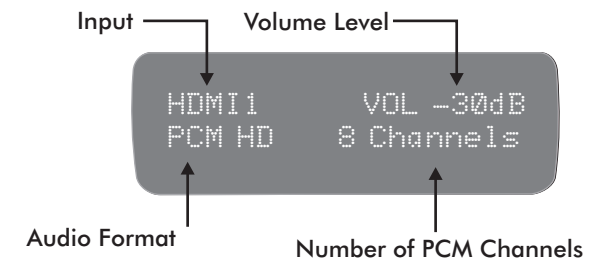 Input Volume Level
HDMI1 VOL -30dB
PCM HD 8 Channels
Audio Format
Number of PCM Channels